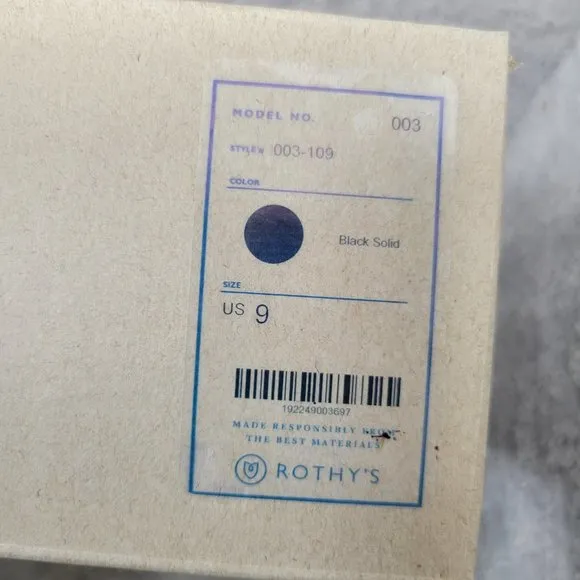 MODEL NO. 003
STYLE# 003-109
COLOR
Black Solid
SIZE
US 9
192249003697
MADE RESPONSIBLY FROM
THE BEST MATERIALS
ROTHY'S